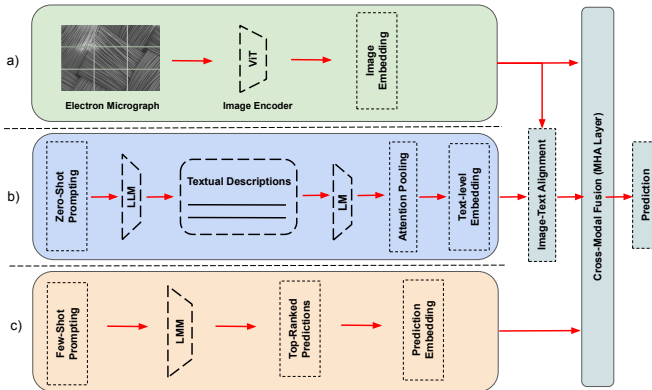 a)
Electron Micrograph
ViT
Image Encoder
Image
Embedding
b)
Zero-Shot
Prompting
LLM
Textual Descriptions
LM
Attention Pooling
Text-level
Embedding
Image-Text Alignment
Cross-Modal Fusion (MHA Layer)
Prediction
c)
Few-Shot
Prompting
LMM
Top-Ranked
Predictions
Prediction
Embedding